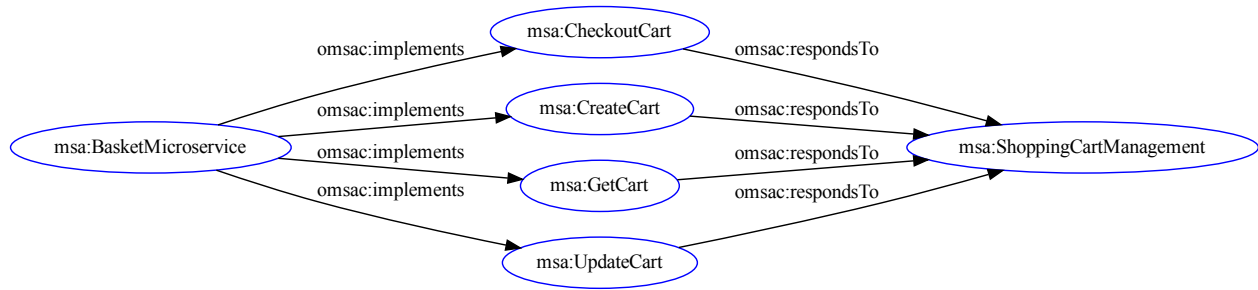 msa:CheckoutCart
omsac:implements
omsac:respondsTo
msa:CreateCart
omsac:implements
omsac:respondsTo
msa:BasketMicroservice
msa:ShoppingCartManagement
omsac:implements
omsac:respondsTo
msa:GetCart
omsac:implements
omsac:respondsTo
msa:UpdateCart